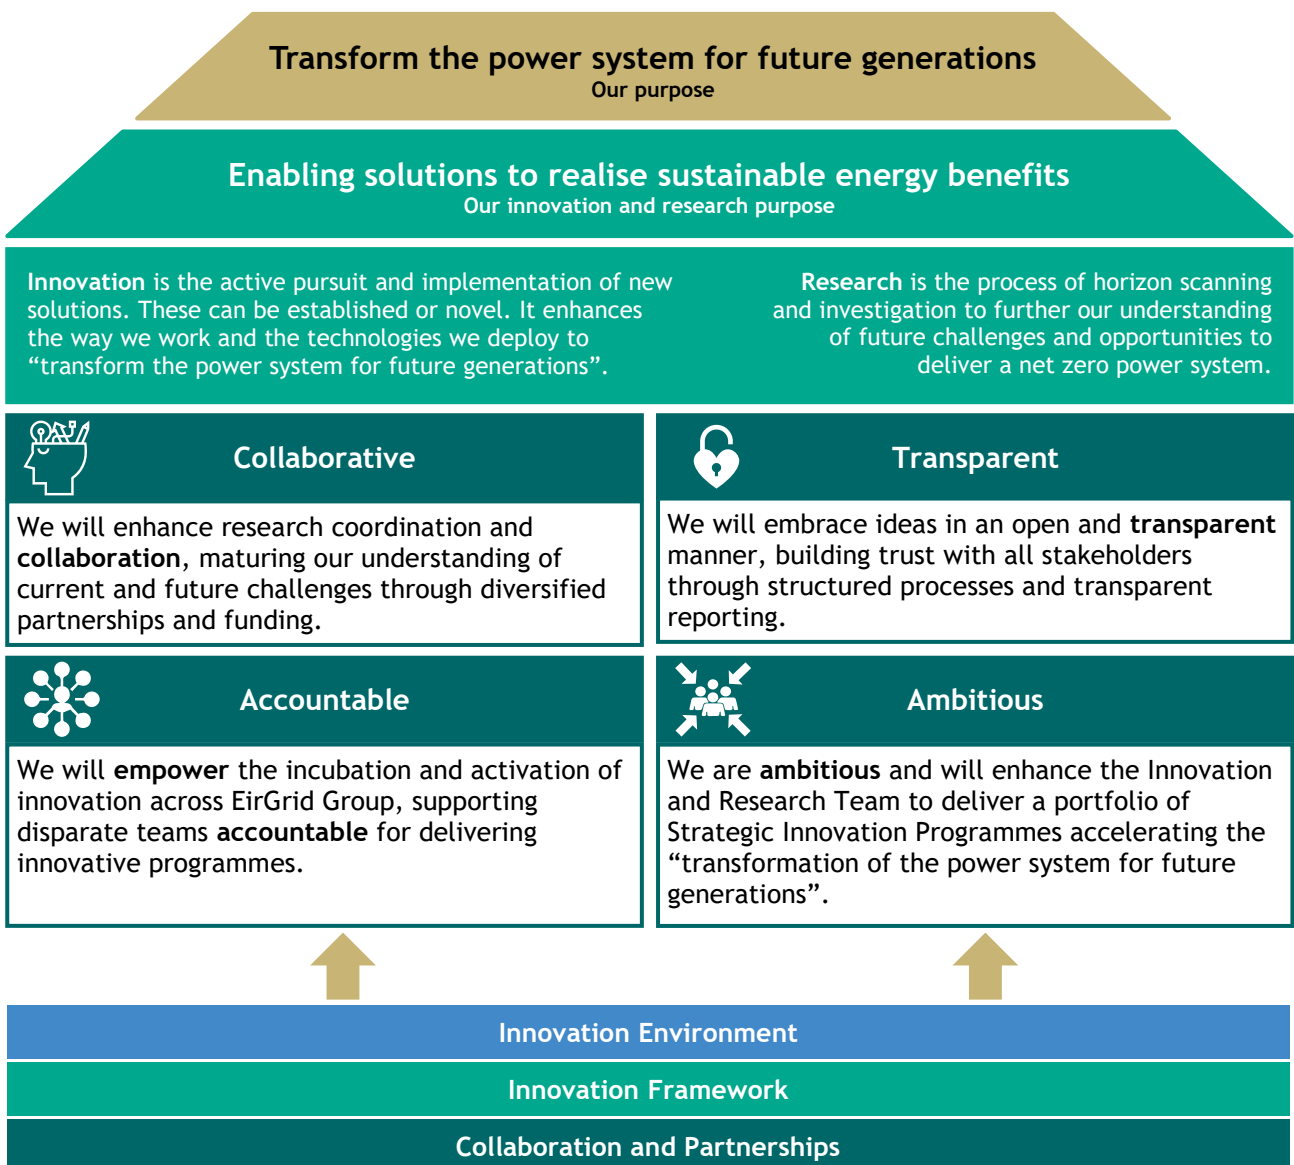 Transform the power system for future generations
Our purpose
Enabling solutions to realise sustainable energy benefits
Our innovation and research purpose
Innovation is the active pursuit and implementation of new
solutions. These can be established or novel. It enhances
the way we work and the technologies we deploy to
“transform the power system for future generations”.
Research is the process of horizon scanning
and investigation to further our understanding
of future challenges and opportunities to
deliver a net zero power system.
Collaborative
We will enhance research coordination and
collaboration, maturing our understanding of
current and future challenges through diversified
partnerships and funding.
Transparent
We will embrace ideas in an open and transparent
manner, building trust with all stakeholders
through structured processes and transparent
reporting.
Accountable
We will empower the incubation and activation of
innovation across EirGrid Group, supporting
disparate teams accountable for delivering
innovative programmes.
Ambitious
We are ambitious and will enhance the Innovation
and Research Team to deliver a portfolio of
Strategic Innovation Programmes accelerating the
“transformation of the power system for future
generations”.
Innovation Environment
Innovation Framework
Collaboration and Partnerships